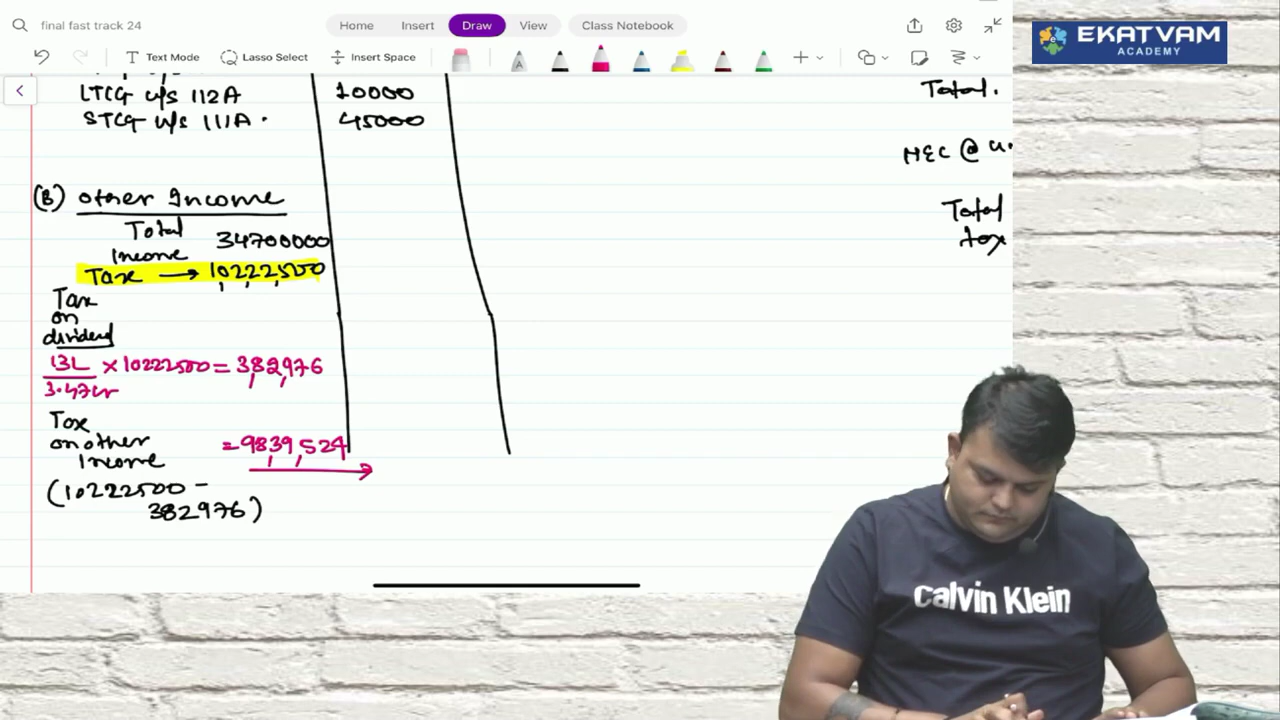 final fast track 24
Home Insert Draw View Class Notebook
Text Mode Lasso Select Insert Space
EKATVAM
ACADEMY
LTCG u/s 112A 10000
STCG u/s 111A. 45000
Total.
HEC @ 4.
Total
tax
(B) Other Income
Total
Income 34700000
Tax → 10222500
Tax
on
dividend
13L × 10222500 = 382976
3.47cr
Tax
on other = 9839,524
Income
(10222500 -
382976)
calvin Klein